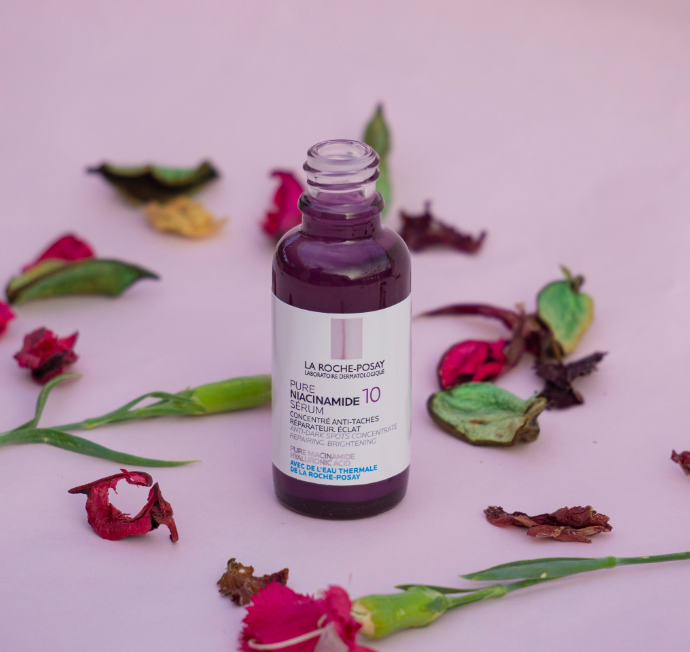 LA ROCHE-POSAY
LABORATOIRE DERMATOLOGIQUE
PURE
NIACINAMIDE 10
SÉRUM
CONCENTRÉ ANTI-TACHES
RÉPARATEUR, ÉCLAT
ANTI-DARK SPOTS CONCENTRATE
REPAIRING, BRIGHTENING
PURE NIACINAMIDE
HYALURONIC ACID
AVEC DE L'EAU THERMALE
DE LA ROCHE-POSAY